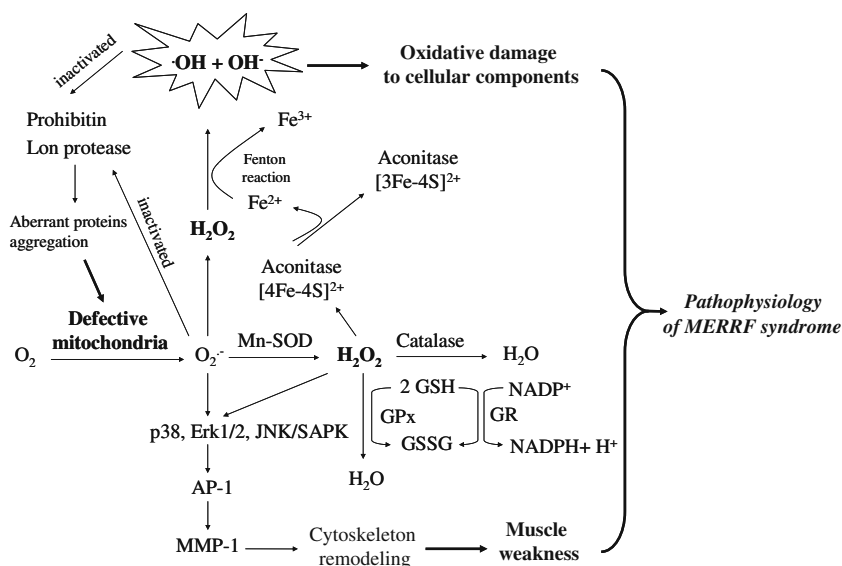 ·OH + OH-
inactivated
Oxidative damage
to cellular components
Prohibitin
Lon protease
Fe3+
Fenton
reaction
Fe2+
Aconitase
[3Fe-4S]2+
H2O2
inactivated
Aberrant proteins
aggregation
Aconitase
[4Fe-4S]2+
Defective
mitochondria
O2
O2·-
Mn-SOD
H2O2
Catalase
H2O
Pathophysiology
of MERRF syndrome
2 GSH
NADP+
GPx
GR
GSSG
NADPH+ H+
p38, Erk1/2, JNK/SAPK
H2O
AP-1
MMP-1
Cytoskeleton
remodeling
Muscle
weakness